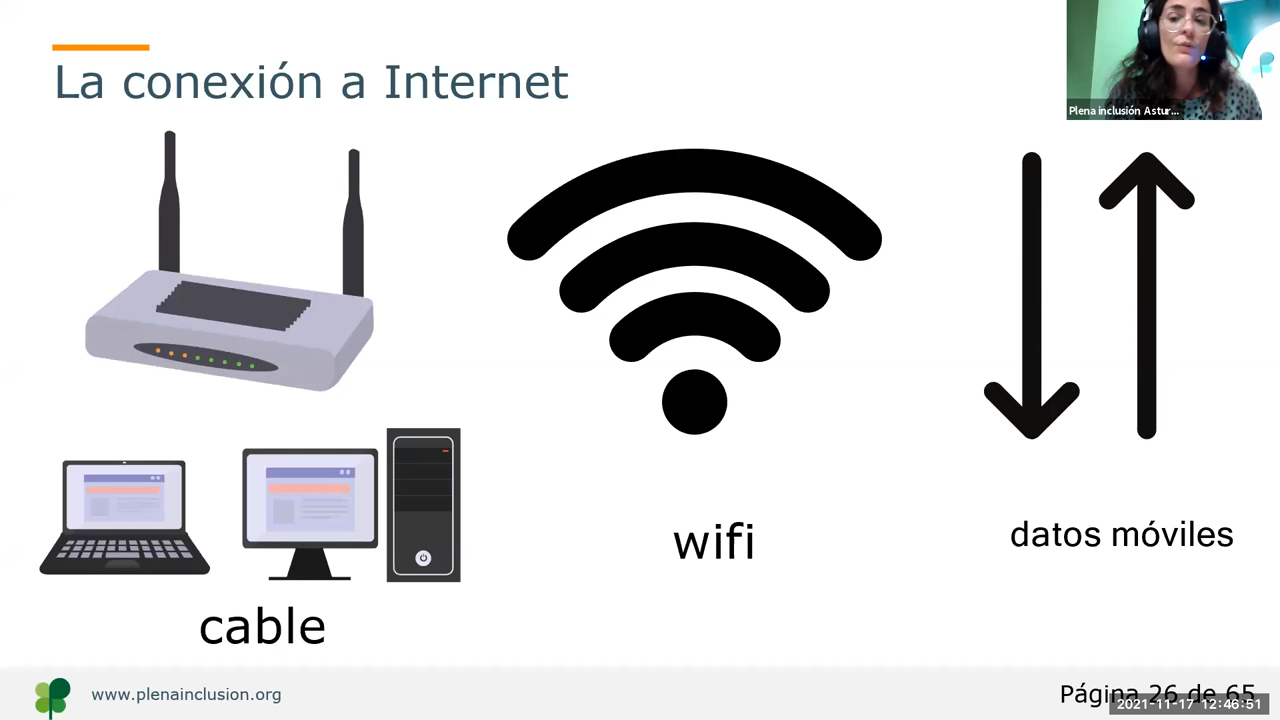 La conexión a Internet
Plena inclusión Astur...
wifi
datos móviles
cable
www.plenainclusion.org
Página 26 de 65
2021-11-17 12:46:51